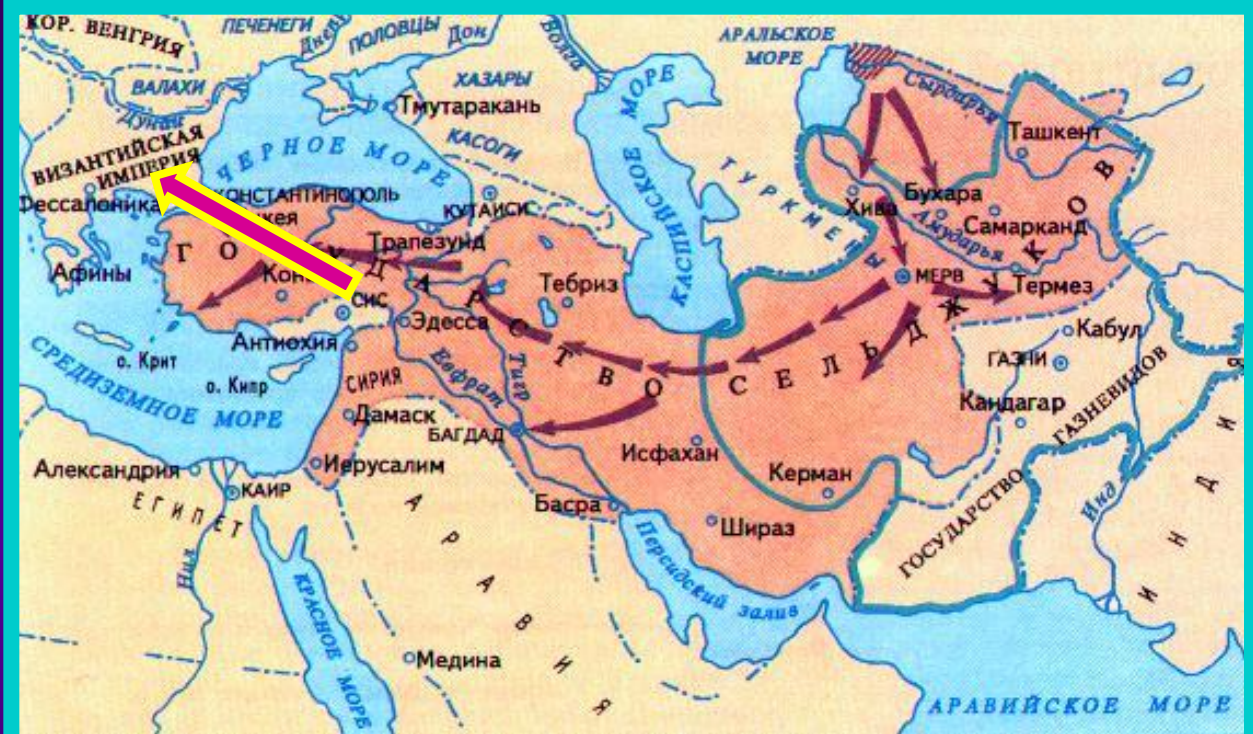 КОР. ВЕНГРИЯ
ПЕЧЕНЕГИ
Днепр
ПОЛОВЦЫ
Дон
Волга
АРАЛЬСКОЕ
МОРЕ
ВАЛАХИ
Дунай
ХАЗАРЫ
Тмутаракань
КАСОГИ
КАСПИЙСКОЕ МОРЕ
Сырдарья
Ташкент
ВИЗАНТИЙСКАЯ
ИМПЕРИЯ
ЧЕРНОЕ МОРЕ
ТУРКМЕНЫ
Фессалоника
КОНСТАНТИНОПОЛЬ
КУТАИСИ
Хива
Бухара
Амударья
Самарканд
Афины
Трапезунд
Тебриз
МЕРВ
Термез
ГОСУДАРСТВО СЕЛЬДЖУКОВ
СИС
Эдесса
Кабул
Антиохия
ГАЗНИ
о. Крит
о. Кипр
СИРИЯ
Евфрат
Тигр
СРЕДИЗЕМНОЕ МОРЕ
Дамаск
БАГДАД
Исфахан
Кандагар
ГОСУДАРСТВО ГАЗНЕВИДОВ
Александрия
Иерусалим
Керман
ЕГИПЕТ
КАИР
АРАВИЯ
Басра
Шираз
Инд
ИНДИЯ
Нил
КРАСНОЕ МОРЕ
Персидский залив
Медина
АРАВИЙСКОЕ МОРЕ